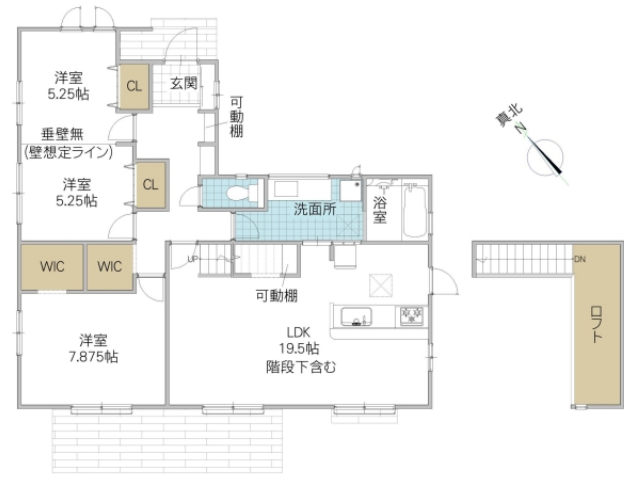 洋室
5.25帖
CL
玄関
可動棚
垂壁無
(壁想定ライン)
洋室
5.25帖
CL
洗面所
浴室
WIC
WIC
UP
可動棚
洋室
7.875帖
LDK
19.5帖
階段下含む
真北
N
DN
ロフト